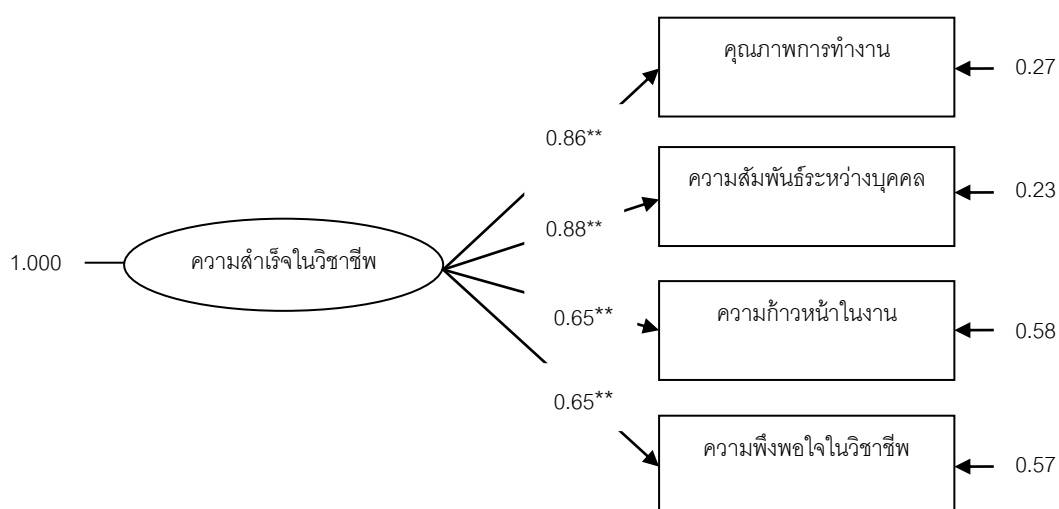 คุณภาพการทำงาน
0.27
0.86**
ความสัมพันธ์ระหว่างบุคคล
0.23
0.88**
1.000
ความสำเร็จในวิชาชีพ
ความก้าวหน้าในงาน
0.65**
0.58
0.65**
ความพึงพอใจในวิชาชีพ
0.57